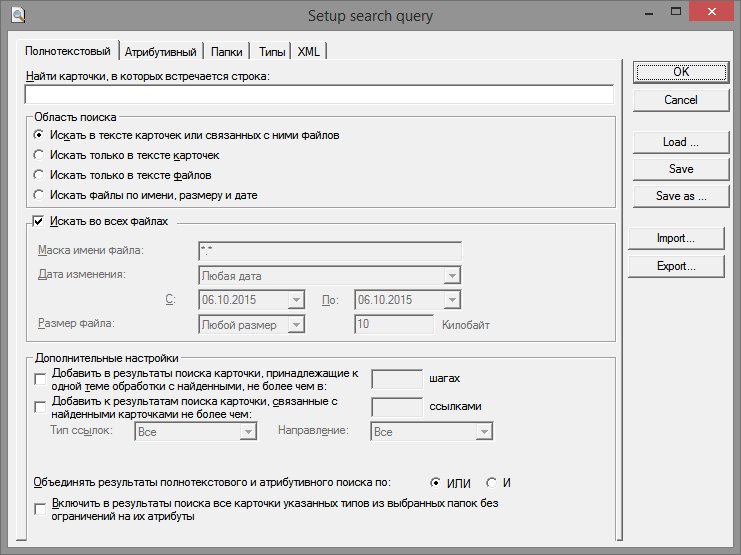 Setup search query
Полнотекстовый Атрибутивный Папки Типы XML
Найти карточки, в которых встречается строка:
OK
Cancel
Load ...
Save
Save as ...
Import...
Export...
Область поиска
Искать в тексте карточек или связанных с ними файлов
Искать только в тексте карточек
Искать только в тексте файлов
Искать файлы по имени, размеру и дате
Искать во всех файлах
Маска имени файла: *.*
Дата изменения: Любая дата
С: 06.10.2015 По: 06.10.2015
Размер файла: Любой размер 10 Килобайт
Дополнительные настройки
Добавить в результаты поиска карточки, принадлежащие к
одной теме обработки с найденными, не более чем в: шагах
Добавить к результатам поиска карточки, связанные с
найденными карточками не более чем: ссылками
Тип ссылок: Все Направление: Все
Объединять результаты полнотекстового и атрибутивного поиска по: ИЛИ И
Включить в результаты поиска все карточки указанных типов из выбранных папок без
ограничений на их атрибуты